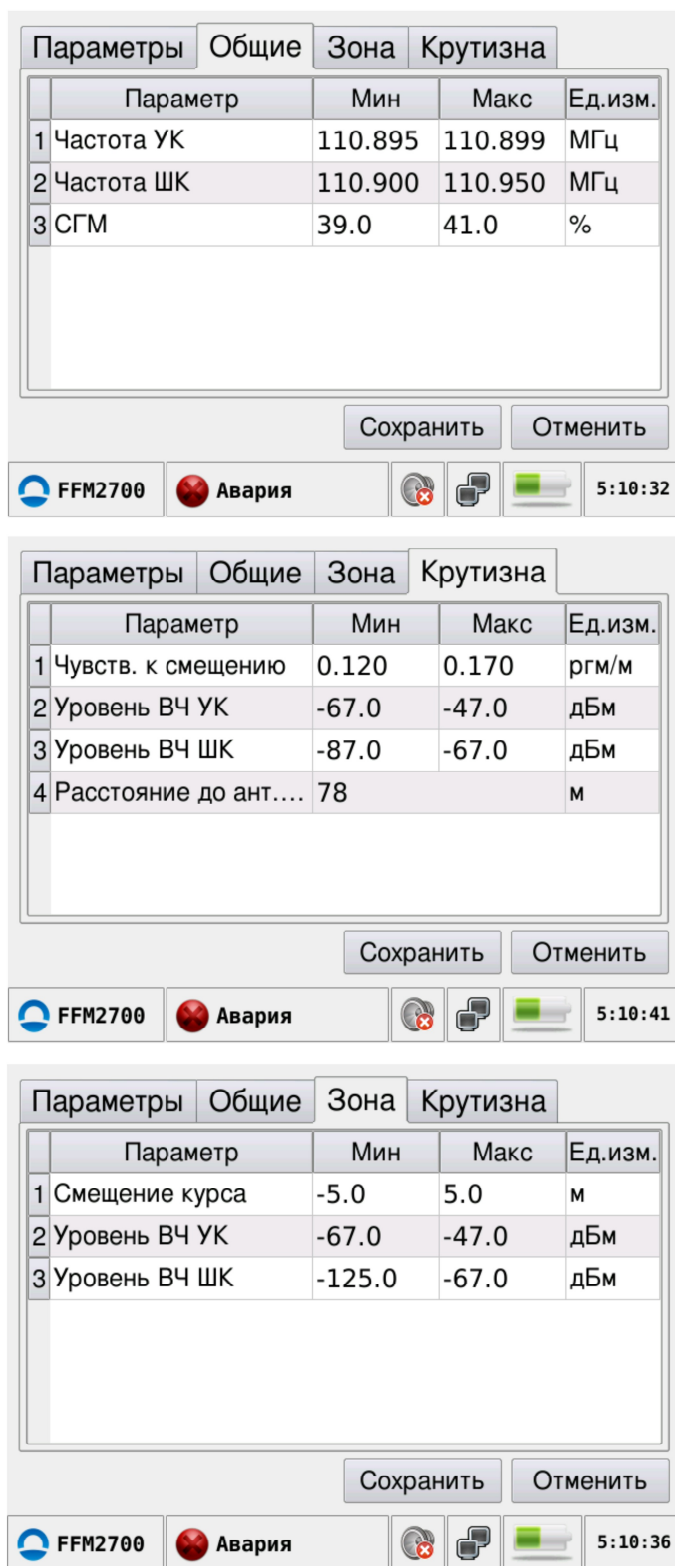 Параметры Общие Зона Крутизна
Параметр Мин Макс Ед.изм.
1 Частота УК 110.895 110.899 МГц
2 Частота ШК 110.900 110.950 МГц
3 СГМ 39.0 41.0 %
Сохранить Отменить
FFM2700 Авария 5:10:32
Параметры Общие Зона Крутизна
Параметр Мин Макс Ед.изм.
1 Чувств. к смещению 0.120 0.170 ргм/м
2 Уровень ВЧ УК -67.0 -47.0 дБм
3 Уровень ВЧ ШК -87.0 -67.0 дБм
4 Расстояние до ант.... 78 м
Сохранить Отменить
FFM2700 Авария 5:10:41
Параметры Общие Зона Крутизна
Параметр Мин Макс Ед.изм.
1 Смещение курса -5.0 5.0 м
2 Уровень ВЧ УК -67.0 -47.0 дБм
3 Уровень ВЧ ШК -125.0 -67.0 дБм
Сохранить Отменить
FFM2700 Авария 5:10:36